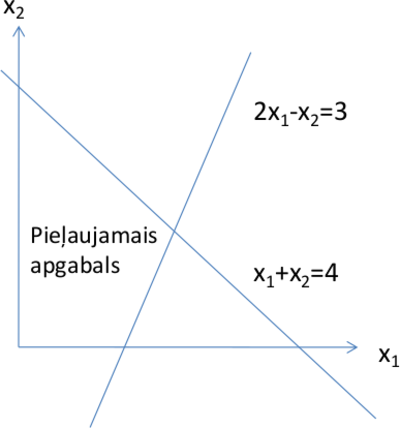 x₂
2x₁-x₂=3
Pieļaujamais
apgabals
x₁+x₂=4
x₁